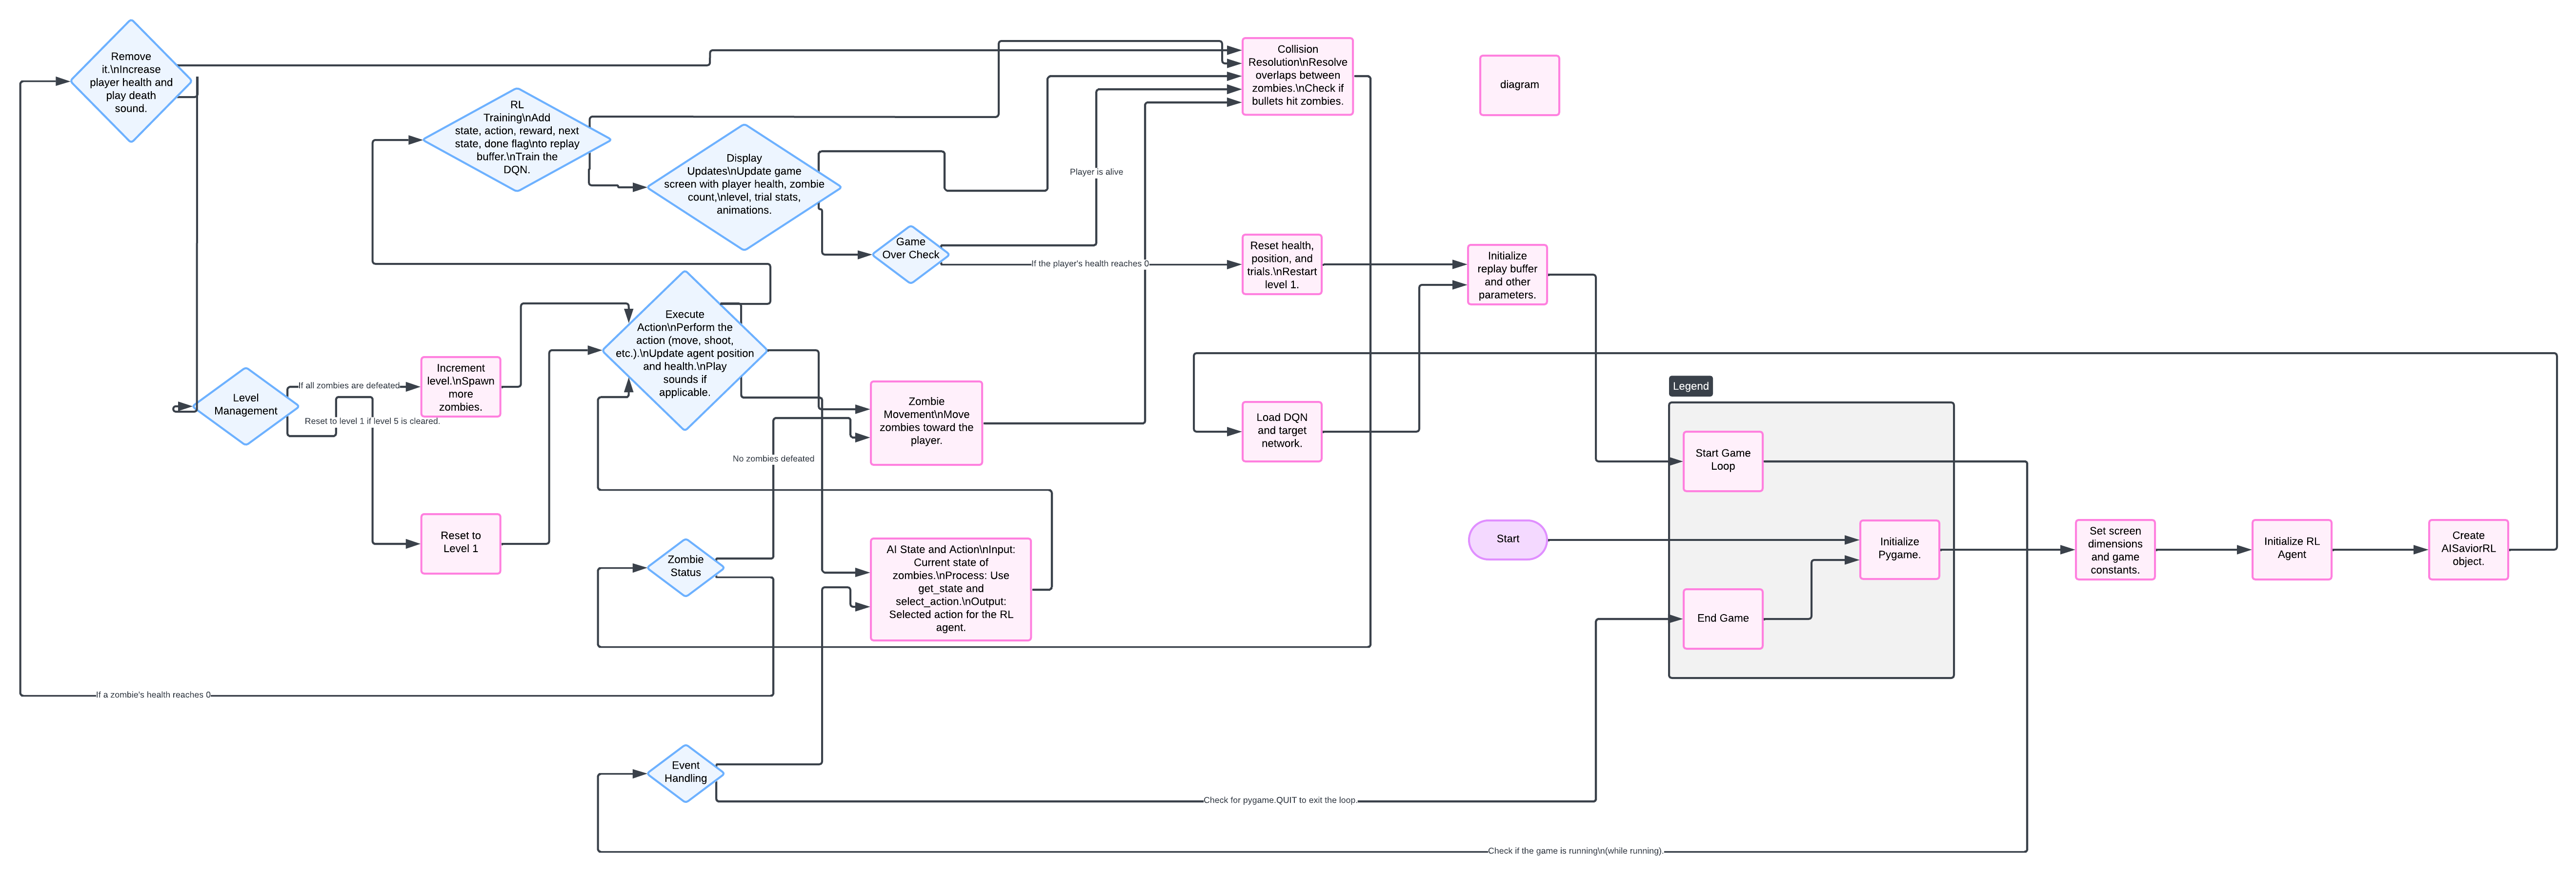 Remove
it.\nIncrease
player health and
play death
sound.
RL
Training\nAdd
state, action, reward, next
state, done flag\nto replay
buffer.\nTrain the
DQN.
Display
Updates\nUpdate game
screen with player health, zombie
count,\nlevel, trial stats,
animations.
Game
Over Check
Player is alive
If the player's health reaches 0
Collision
Resolution\nResolve
overlaps between
zombies.\nCheck if
bullets hit zombies.
diagram
Reset health,
position, and
trials.\nRestart
level 1.
Initialize
replay buffer
and other
parameters.
Execute
Action\nPerform the
action (move, shoot,
etc.).\nUpdate agent position
and health.\nPlay
sounds if
applicable.
Level
Management
If all zombies are defeated
Reset to level 1 if level 5 is cleared.
Increment
level.\nSpawn
more
zombies.
Reset to
Level 1
Zombie
Movement\nMove
zombies toward the
player.
No zombies defeated
Load DQN
and target
network.
Legend
Start Game
Loop
Start
Initialize
Pygame.
End Game
Set screen
dimensions
and game
constants.
Initialize RL
Agent
Create
AISaviorRL
object.
Zombie
Status
AI State and Action\nInput:
Current state of
zombies.\nProcess: Use
get_state and
select_action.\nOutput:
Selected action for the RL
agent.
If a zombie's health reaches 0
Event
Handling
Check for pygame.QUIT to exit the loop.
Check if the game is running\n(while running).